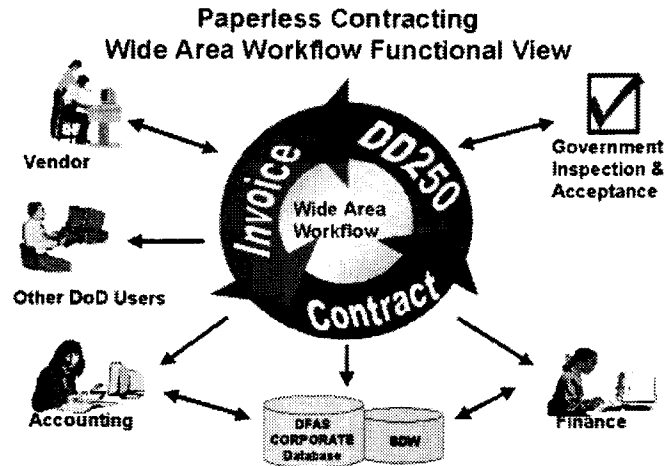 Paperless Contracting
Wide Area Workflow Functional View
Vendor
Invoice
DD250
Government
Inspection &
Acceptance
Wide Area
Workflow
Other DoD Users
Contract
Accounting
DFAS
CORPORATE
Database
Finance